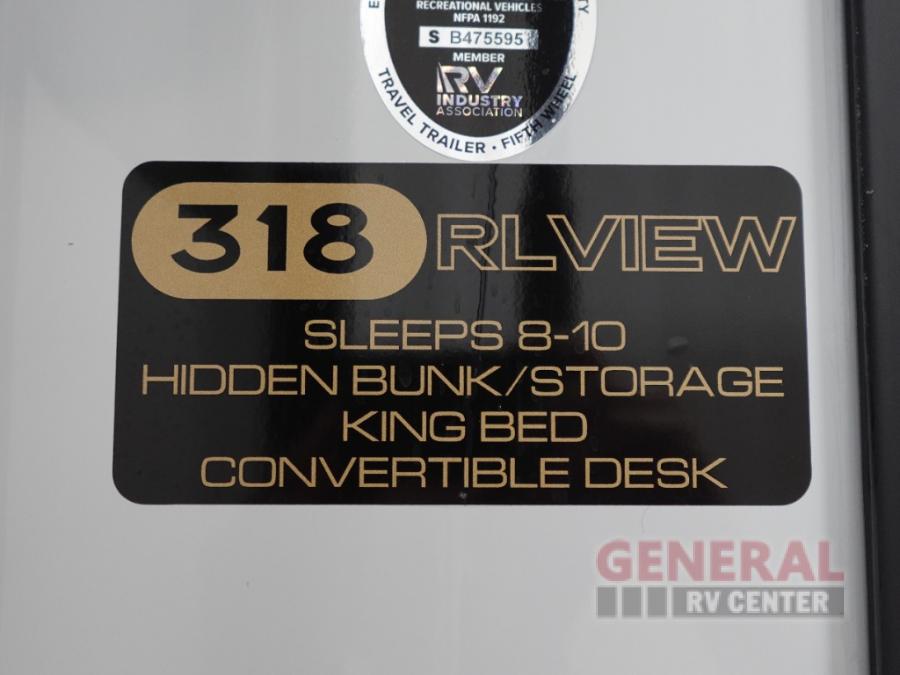 RECREATIONAL VEHICLES
NFPA 1192
S B475595
MEMBER
RV
INDUSTRY
ASSOCIATION
TRAVEL TRAILER · FIFTH WHEEL
318 RLVIEW
SLEEPS 8-10
HIDDEN BUNK/STORAGE
KING BED
CONVERTIBLE DESK
GENERAL
RV CENTER